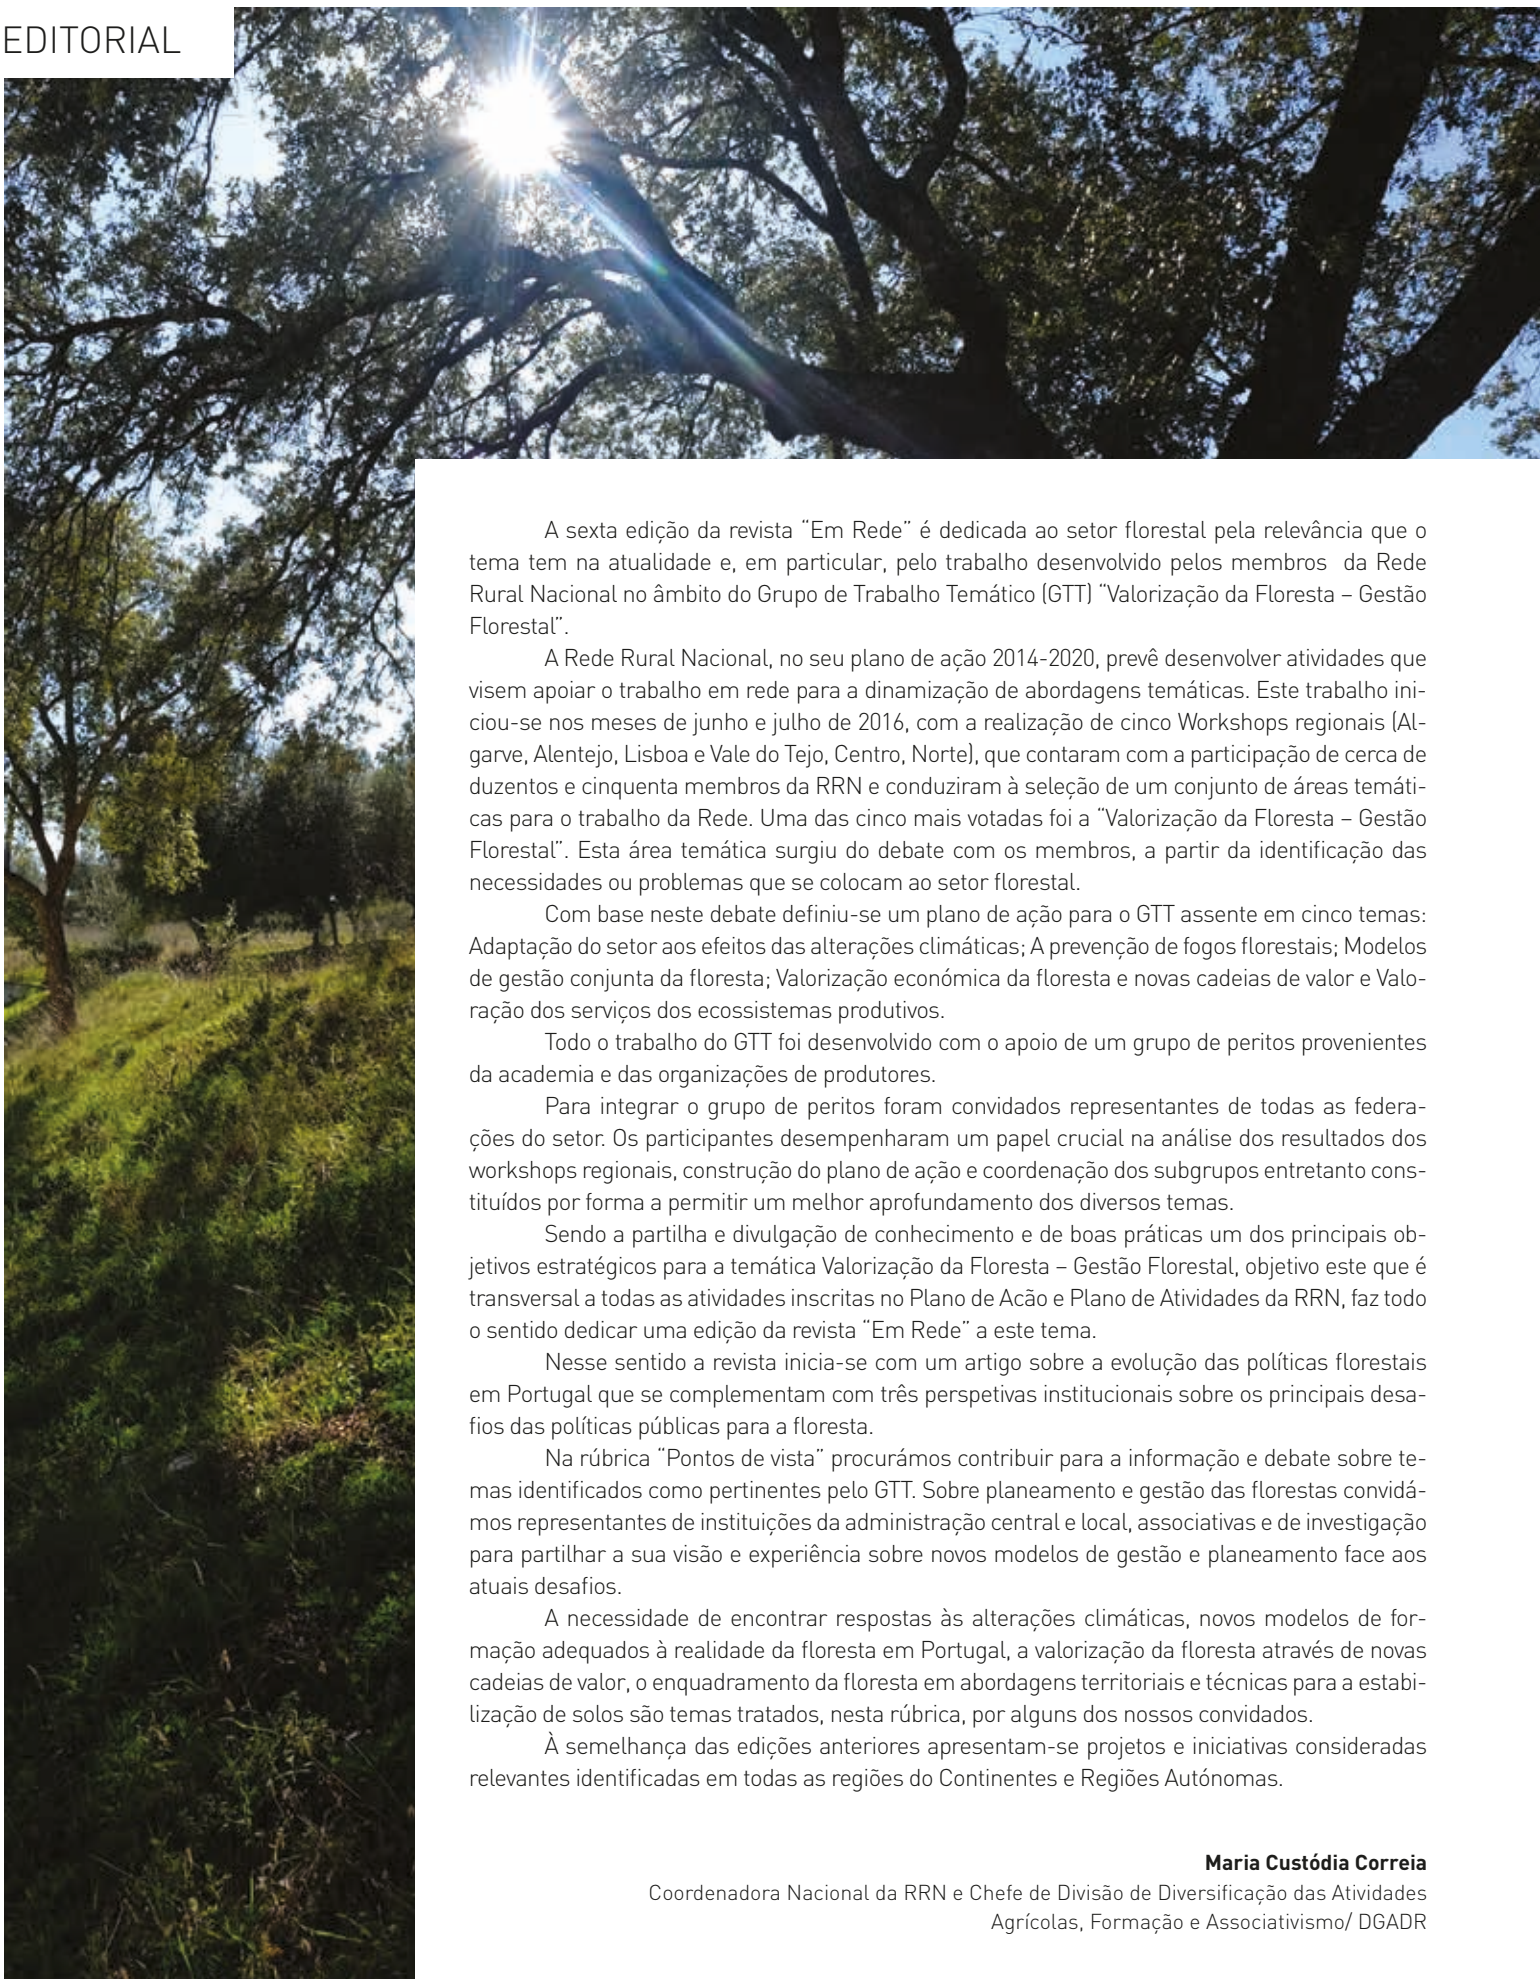 EDITORIAL
A sexta edição da revista “Em Rede” é dedicada ao setor florestal pela relevância que o
tema tem na atualidade e, em particular, pelo trabalho desenvolvido pelos membros  da Rede
Rural Nacional no âmbito do Grupo de Trabalho Temático (GTT) “Valorização da Floresta – Gestão
Florestal”.
A Rede Rural Nacional, no seu plano de ação 2014-2020, prevê desenvolver atividades que
visem apoiar o trabalho em rede para a dinamização de abordagens temáticas. Este trabalho ini-
ciou-se nos meses de junho e julho de 2016, com a realização de cinco Workshops regionais (Al-
garve, Alentejo, Lisboa e Vale do Tejo, Centro, Norte), que contaram com a participação de cerca de
duzentos e cinquenta membros da RRN e conduziram à seleção de um conjunto de áreas temáti-
cas para o trabalho da Rede. Uma das cinco mais votadas foi a “Valorização da Floresta – Gestão
Florestal”. Esta área temática surgiu do debate com os membros, a partir da identificação das
necessidades ou problemas que se colocam ao setor florestal.
Com base neste debate definiu-se um plano de ação para o GTT assente em cinco temas:
Adaptação do setor aos efeitos das alterações climáticas; A prevenção de fogos florestais; Modelos
de gestão conjunta da floresta; Valorização económica da floresta e novas cadeias de valor e Valo-
ração dos serviços dos ecossistemas produtivos.
Todo o trabalho do GTT foi desenvolvido com o apoio de um grupo de peritos provenientes
da academia e das organizações de produtores.
Para integrar o grupo de peritos foram convidados representantes de todas as federa-
ções do setor. Os participantes desempenharam um papel crucial na análise dos resultados dos
workshops regionais, construção do plano de ação e coordenação dos subgrupos entretanto cons-
tituídos por forma a permitir um melhor aprofundamento dos diversos temas.
Sendo a partilha e divulgação de conhecimento e de boas práticas um dos principais ob-
jetivos estratégicos para a temática Valorização da Floresta – Gestão Florestal, objetivo este que é
transversal a todas as atividades inscritas no Plano de Acão e Plano de Atividades da RRN, faz todo
o sentido dedicar uma edição da revista “Em Rede” a este tema.
Nesse sentido a revista inicia-se com um artigo sobre a evolução das políticas florestais
em Portugal que se complementam com três perspetivas institucionais sobre os principais desa-
fios das políticas públicas para a floresta.
Na rúbrica “Pontos de vista” procurámos contribuir para a informação e debate sobre te-
mas identificados como pertinentes pelo GTT. Sobre planeamento e gestão das florestas convidá-
mos representantes de instituições da administração central e local, associativas e de investigação
para partilhar a sua visão e experiência sobre novos modelos de gestão e planeamento face aos
atuais desafios.
A necessidade de encontrar respostas às alterações climáticas, novos modelos de for-
mação adequados à realidade da floresta em Portugal, a valorização da floresta através de novas
cadeias de valor, o enquadramento da floresta em abordagens territoriais e técnicas para a estabi-
lização de solos são temas tratados, nesta rúbrica, por alguns dos nossos convidados.
À semelhança das edições anteriores apresentam-se projetos e iniciativas consideradas
relevantes identificadas em todas as regiões do Continentes e Regiões Autónomas.
Maria Custódia Correia
Coordenadora Nacional da RRN e Chefe de Divisão de Diversificação das Atividades
Agrícolas, Formação e Associativismo/ DGADR